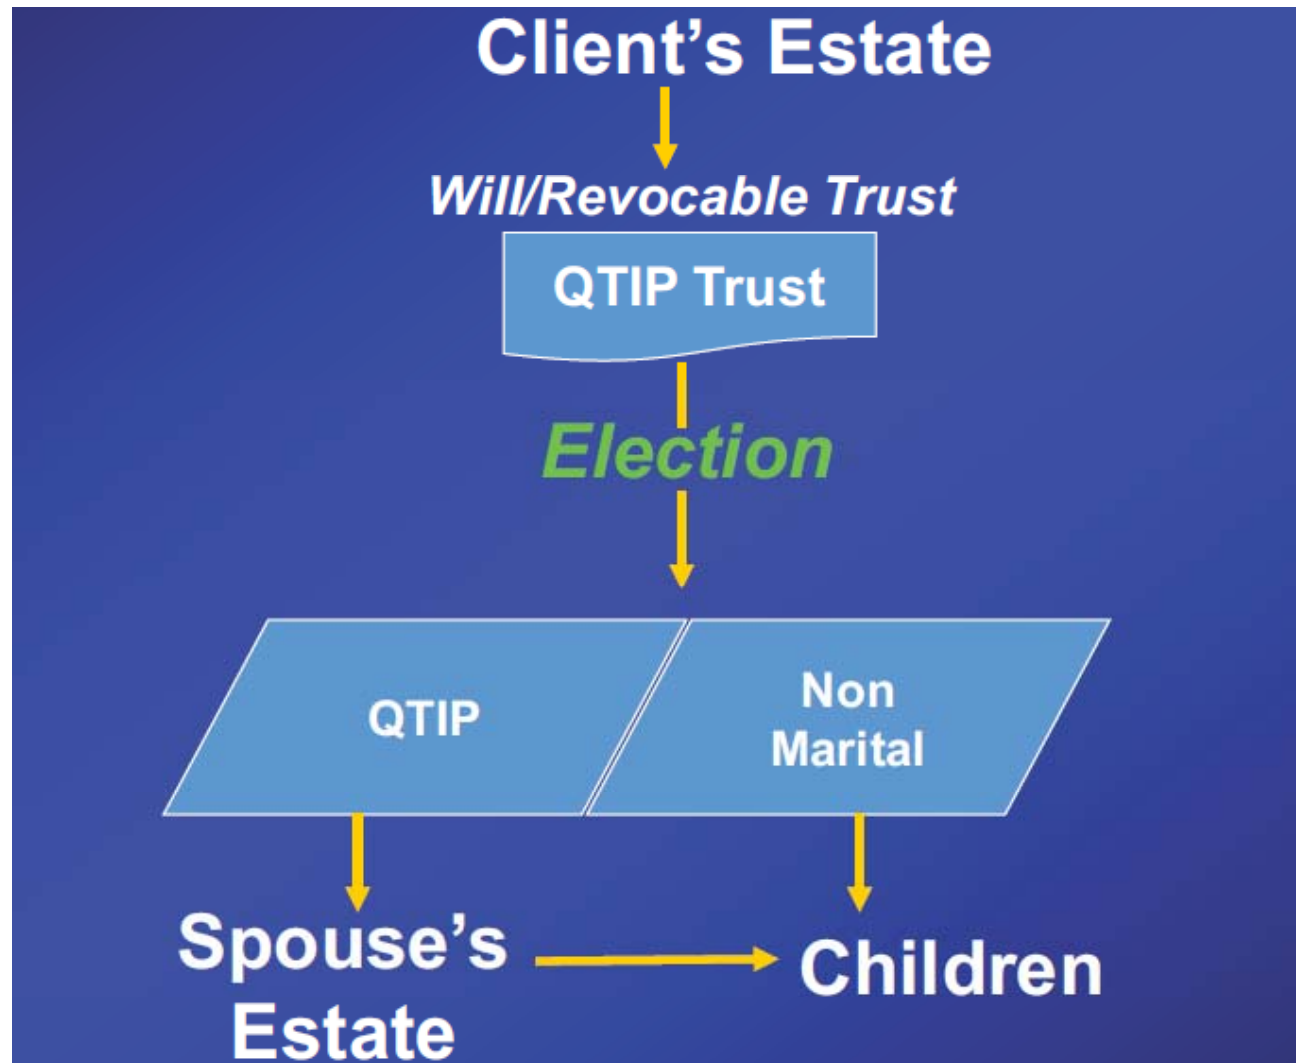 Client’s Estate
Will/Revocable Trust
QTIP Trust
Election
QTIP
Non
Marital
Spouse’s
Estate
Children